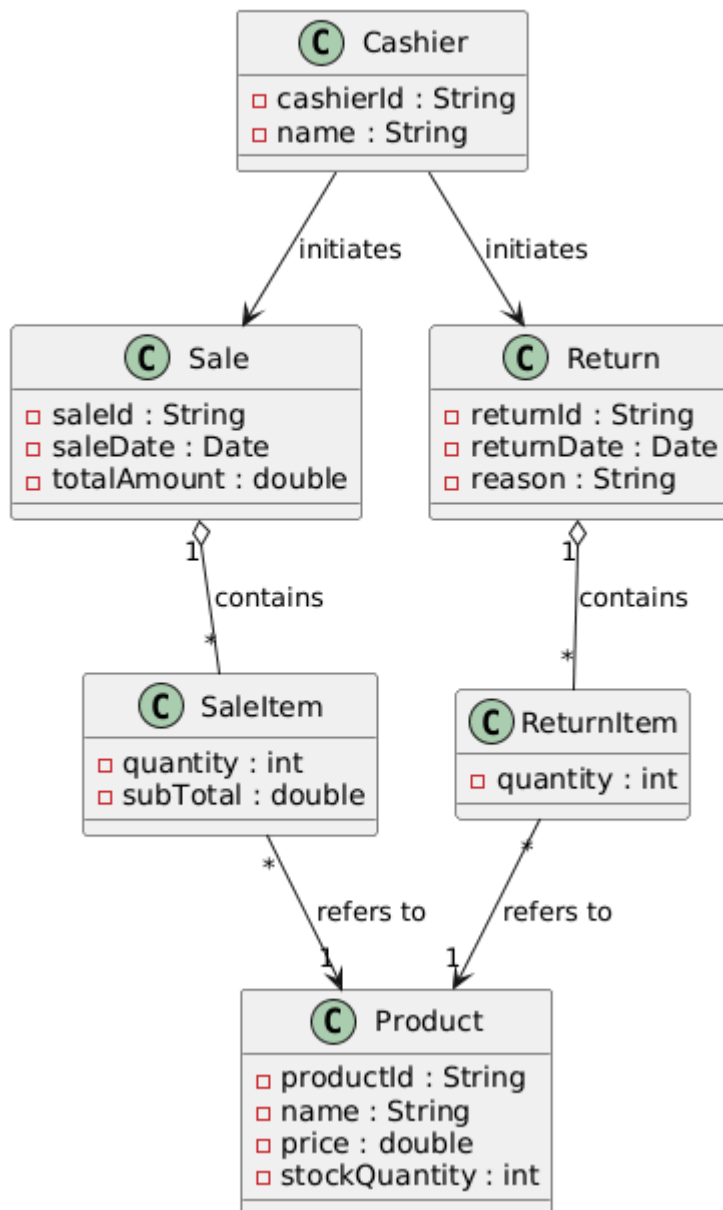 C Cashier
cashierId : String
name : String
initiates
initiates
C Sale
saleId : String
saleDate : Date
totalAmount : double
C Return
returnId : String
returnDate : Date
reason : String
1
contains
*
1
contains
*
C SaleItem
quantity : int
subTotal : double
C ReturnItem
quantity : int
*
refers to
1
*
refers to
1
C Product
productId : String
name : String
price : double
stockQuantity : int